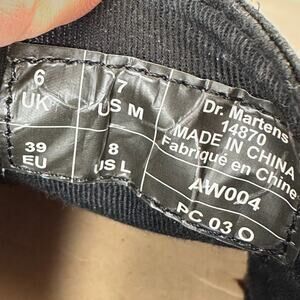 6
UK
7
US M
39
EU
8
US L
Dr. Martens
14870
MADE IN CHINA
Fabriqué en Chine
AW004
PC 03 O